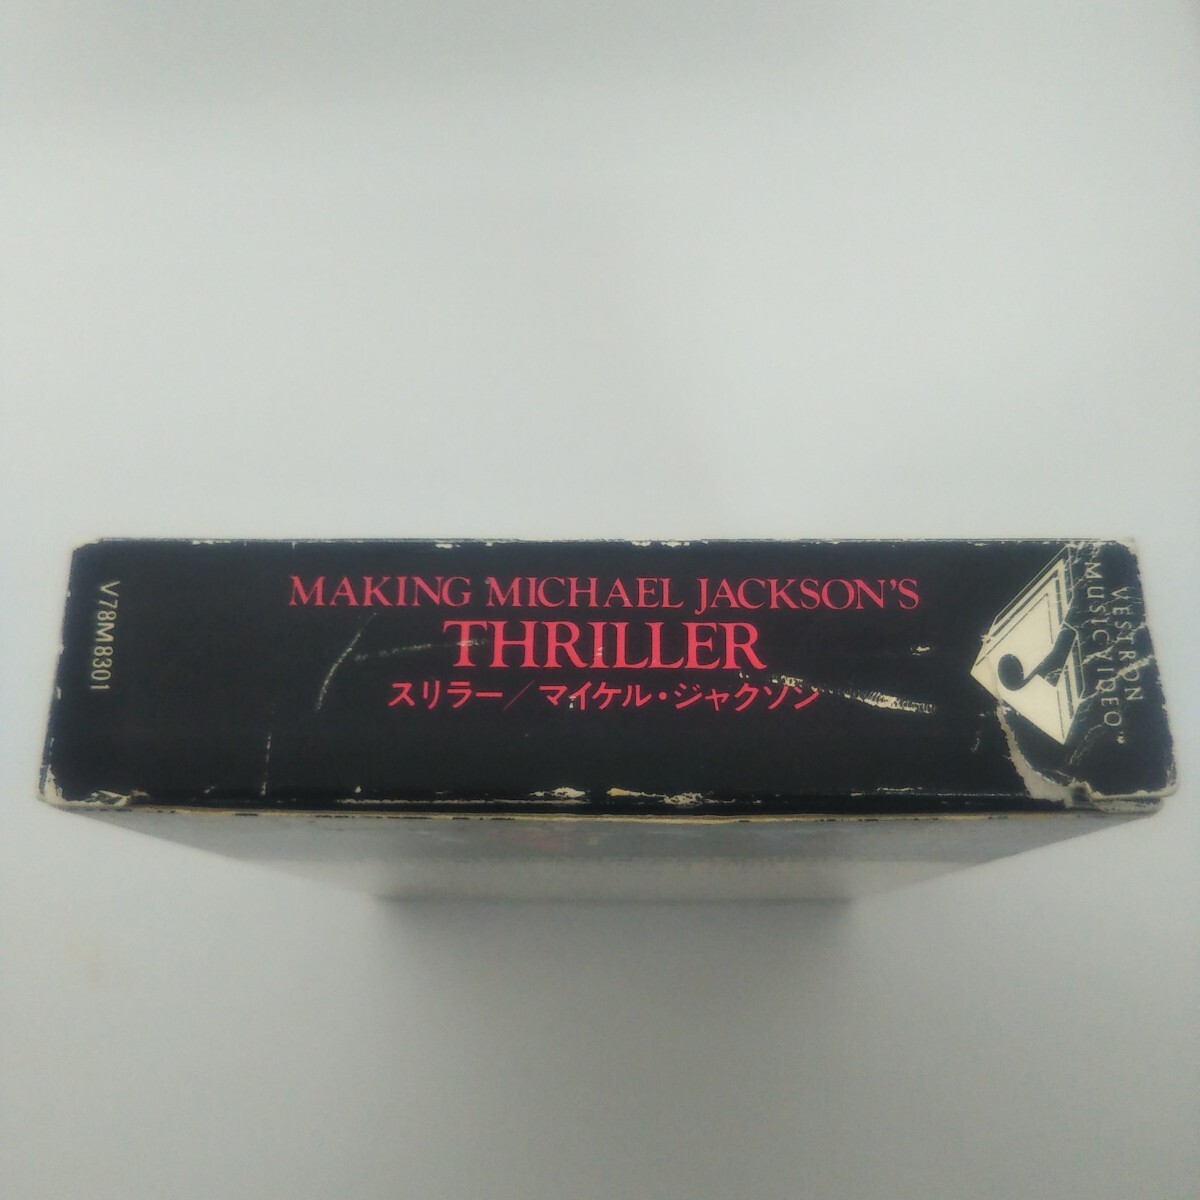 V78M8301
MAKING MICHAEL JACKSON'S
THRILLER
スリラー/マイケル・ジャクソン
VESTRON
MUSIC VIDEO™